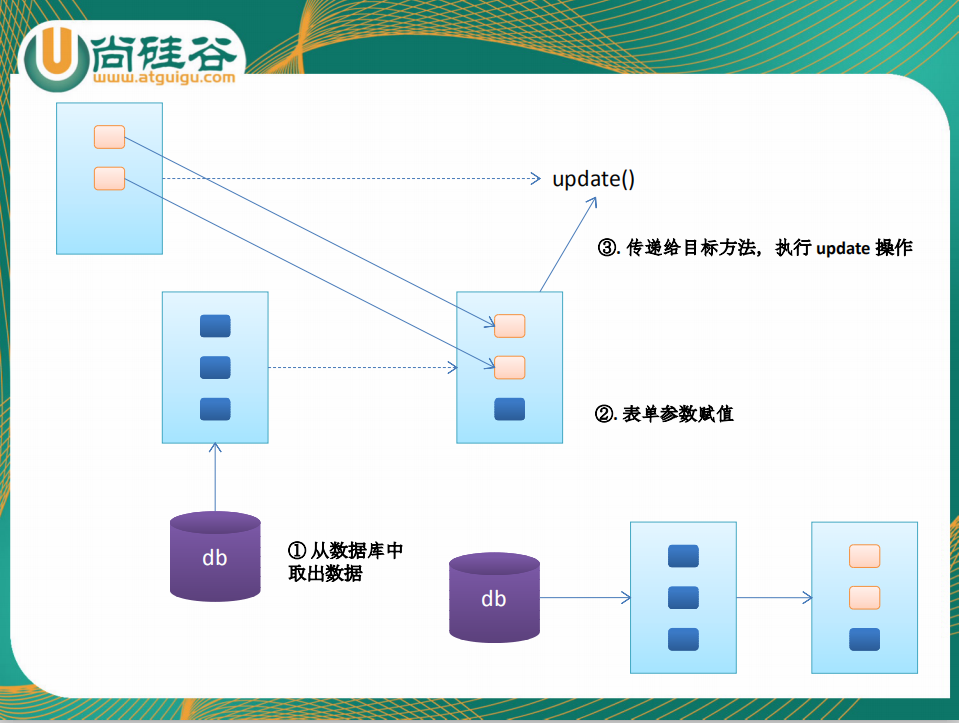 尚硅谷
www.atguigu.com
update()
③. 传递给目标方法，执行 update 操作
②. 表单参数赋值
db
① 从数据库中
取出数据
db